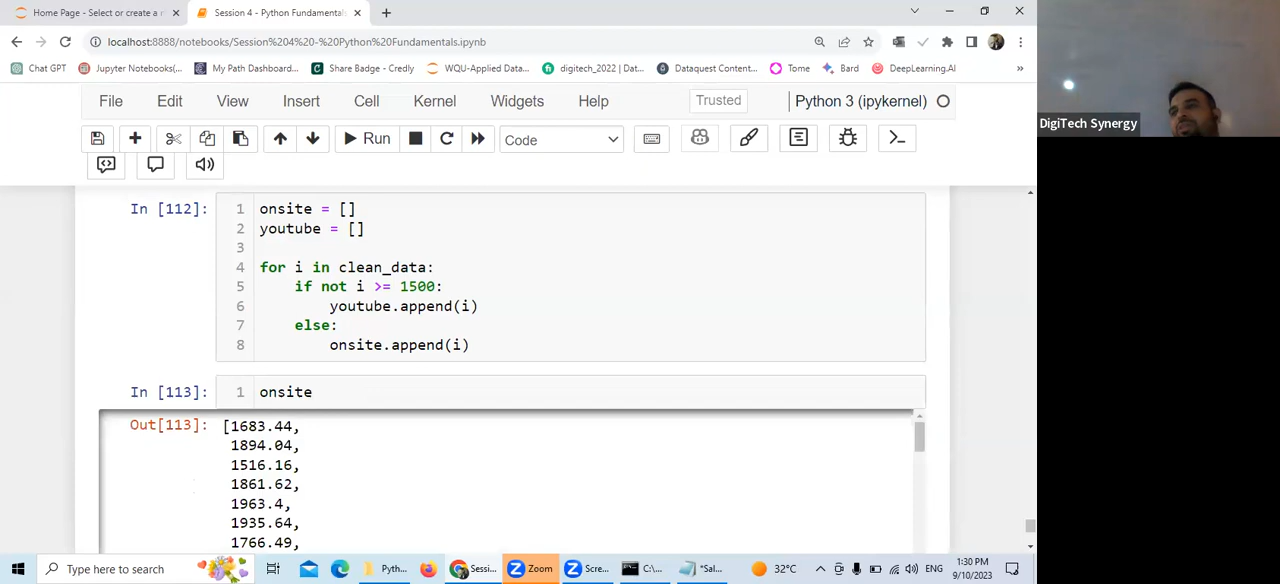 Home Page - Select or create a n
Session 4 - Python Fundamentals
localhost:8888/notebooks/Session%204%20-%20Python%20Fundamentals.ipynb
Chat GPT
Jupyter Notebooks(...
My Path Dashboard...
Share Badge - Credly
WQU-Applied Data...
digitech_2022 | Dat...
Dataquest Content...
Tome
Bard
DeepLearning.AI
»
DigiTech Synergy
File Edit View Insert Cell Kernel Widgets Help Trusted Python 3 (ipykernel)
Run Code
In [112]:
1 onsite = []
2 youtube = []
3
4 for i in clean_data:
5 if not i >= 1500:
6 youtube.append(i)
7 else:
8 onsite.append(i)
In [113]: 1 onsite
Out[113]: [1683.44,
1894.04,
1516.16,
1861.62,
1963.4,
1935.64,
1766.49,
Type here to search
Pyth...
Sessi...
Zoom
Scre...
C:\...
*Sal...
32°C
ENG
1:30 PM
9/10/2023